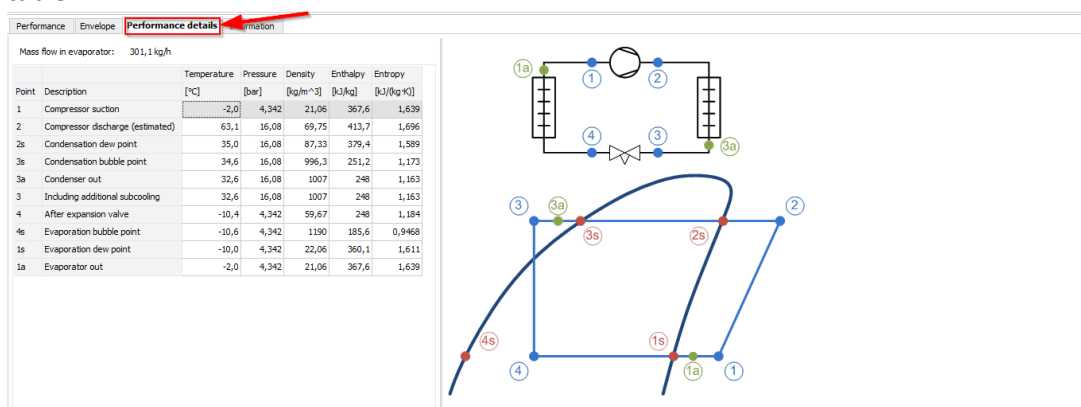 Performance Envelope Performance details
Mass flow in evaporator: 301,1 kg/h
Temperature Pressure Density Enthalpy Entropy
Point Description [°C] [bar] [kg/m^3] [kJ/kg] [kJ/(kg·K)]
1 Compressor suction -2,0 4,342 21,06 367,6 1,639
2 Compressor discharge (estimated) 63,1 16,08 69,75 413,7 1,696
2s Condensation dew point 35,0 16,08 87,33 379,4 1,589
3s Condensation bubble point 34,6 16,08 996,3 251,2 1,173
3a Condenser out 32,6 16,08 1007 248 1,163
3 Including additional subcooling 32,6 16,08 1007 248 1,163
4 After expansion valve -10,4 4,342 59,67 248 1,184
4s Evaporation bubble point -10,6 4,342 1190 185,6 0,9468
1s Evaporation dew point -10,0 4,342 22,06 360,1 1,611
1a Evaporator out -2,0 4,342 21,06 367,6 1,639
1a 1 2
4 3 3a
3 3a 2
3s 2s
4s 1s
4 1a 1